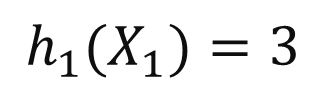 h₁(X₁) = 3